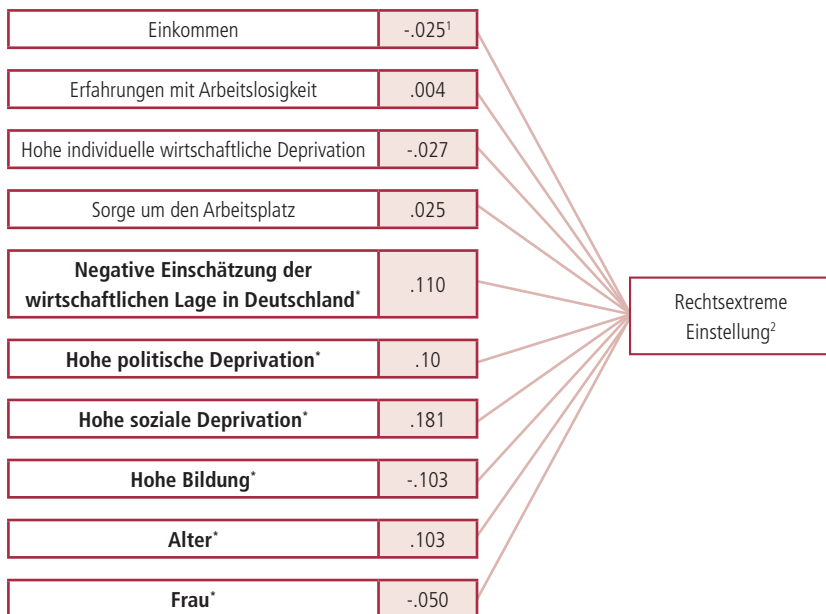 Einkommen -.025¹
Erfahrungen mit Arbeitslosigkeit .004
Hohe individuelle wirtschaftliche Deprivation -.027
Sorge um den Arbeitsplatz .025
Negative Einschätzung der
wirtschaftlichen Lage in Deutschland* .110
Hohe politische Deprivation* .10
Hohe soziale Deprivation* .181
Hohe Bildung* -.103
Alter* .103
Frau* -.050
Rechtsextreme
Einstellung²